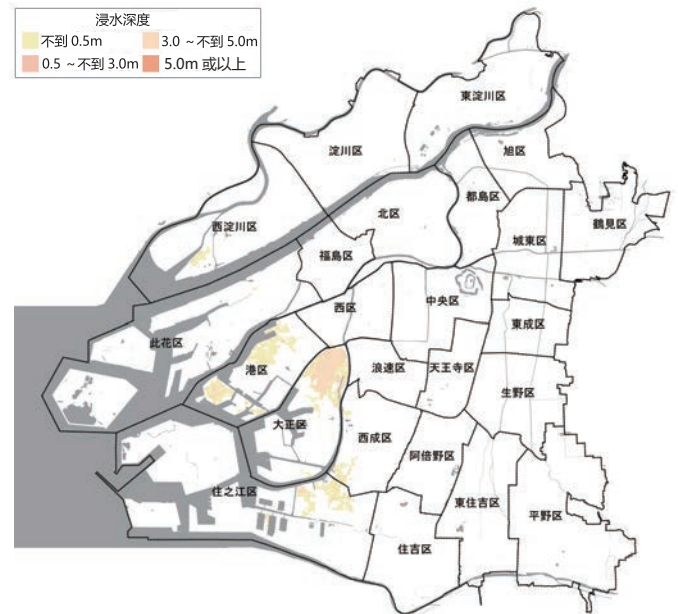 浸水深度
不到 0.5m
3.0 ～不到 5.0m
0.5 ～不到 3.0m
5.0m 或以上
東淀川区
淀川区
旭区
都島区
北区
鶴見区
西淀川区
城東区
福島区
中央区
西区
東成区
此花区
港区
浪速区
天王寺区
生野区
大正区
西成区
阿倍野区
住之江区
東住吉区
平野区
住吉区